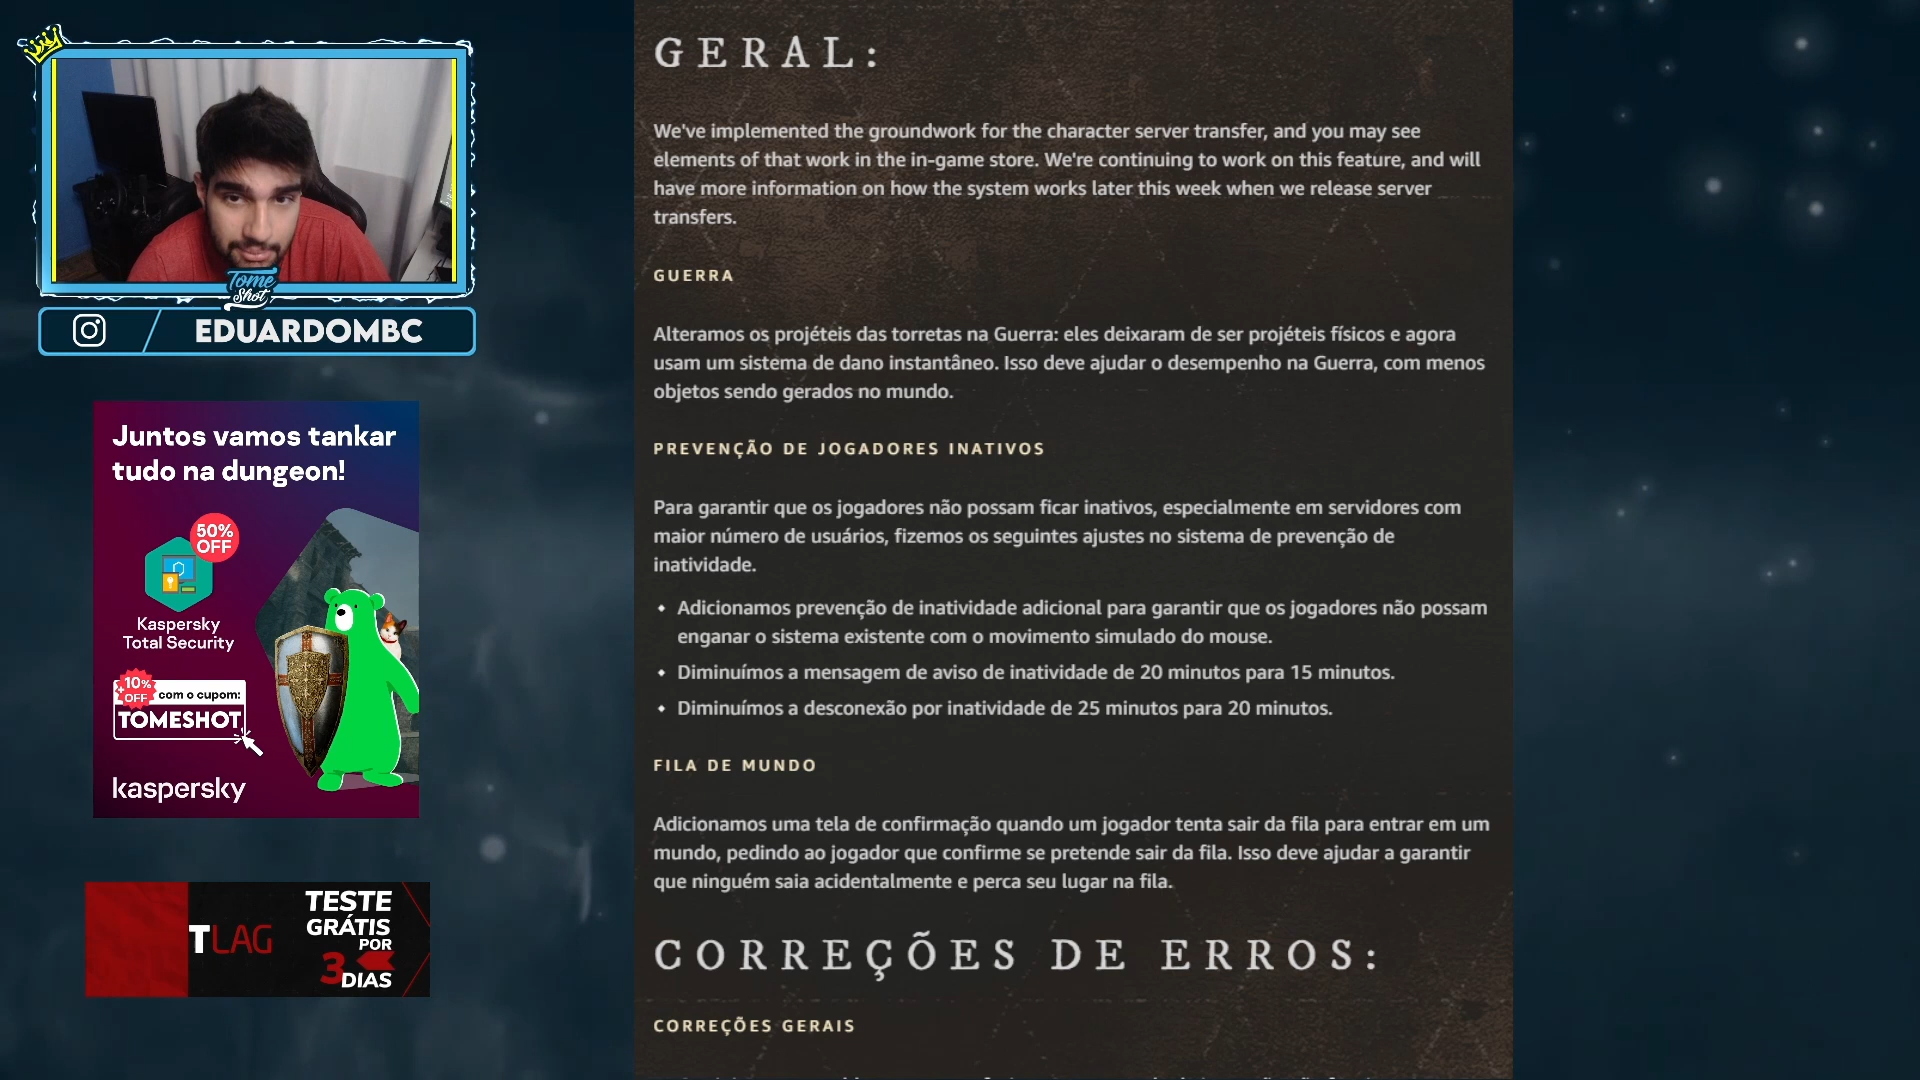 Tome
Shot
EDUARDOMBC
Juntos vamos tankar
tudo na dungeon!
50%
OFF
Kaspersky
Total Security
+10%
OFF
com o cupom:
TOMESHOT
kaspersky
TLAG
TESTE
GRÁTIS
POR
3
DIAS
GERAL:
We've implemented the groundwork for the character server transfer, and you may see
elements of that work in the in-game store. We're continuing to work on this feature, and will
have more information on how the system works later this week when we release server
transfers.
GUERRA
Alteramos os projéteis das torretas na Guerra: eles deixaram de ser projéteis físicos e agora
usam um sistema de dano instantâneo. Isso deve ajudar o desempenho na Guerra, com menos
objetos sendo gerados no mundo.
PREVENÇÃO DE JOGADORES INATIVOS
Para garantir que os jogadores não possam ficar inativos, especialmente em servidores com
maior número de usuários, fizemos os seguintes ajustes no sistema de prevenção de
inatividade.
• Adicionamos prevenção de inatividade adicional para garantir que os jogadores não possam
enganar o sistema existente com o movimento simulado do mouse.
• Diminuímos a mensagem de aviso de inatividade de 20 minutos para 15 minutos.
• Diminuímos a desconexão por inatividade de 25 minutos para 20 minutos.
FILA DE MUNDO
Adicionamos uma tela de confirmação quando um jogador tenta sair da fila para entrar em um
mundo, pedindo ao jogador que confirme se pretende sair da fila. Isso deve ajudar a garantir
que ninguém saia acidentalmente e perca seu lugar na fila.
CORREÇÕES DE ERROS:
CORREÇÕES GERAIS